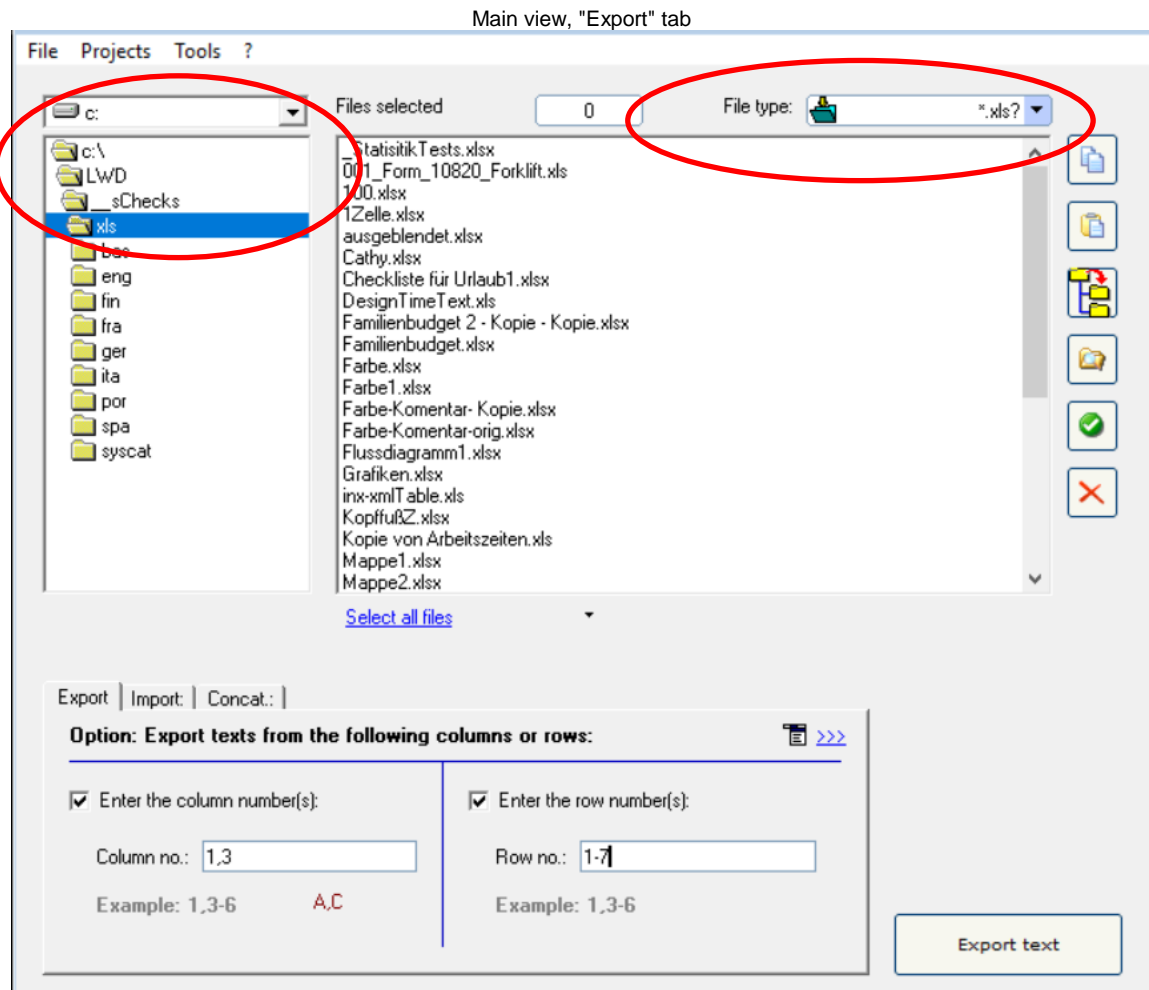 Main view, "Export" tab
File Projects Tools ?
c:
Files selected 0 File type: *.xls?
c:\
LWD
__sChecks
xls
bas
eng
fin
fra
ger
ita
por
spa
syscat
_StatisitikTests.xlsx
001_Form_10820_Forklift.xls
100.xlsx
1Zelle.xlsx
ausgeblendet.xlsx
Cathy.xlsx
Checkliste für Urlaub1.xlsx
DesignTimeText.xls
Familienbudget 2 - Kopie - Kopie.xlsx
Familienbudget.xlsx
Farbe.xlsx
Farbe1.xlsx
Farbe-Komentar- Kopie.xlsx
Farbe-Komentar-orig.xlsx
Flussdiagramm1.xlsx
Grafiken.xlsx
inx-xmlTable.xls
KopffußZ.xlsx
Kopie von Arbeitszeiten.xls
Mappe1.xlsx
Mappe2.xlsx
Select all files
Export Import: Concat.:
Option: Export texts from the following columns or rows: >>>
Enter the column number(s):
Column no.: 1,3
Example: 1,3-6 A,C
Enter the row number(s):
Row no.: 1-7
Example: 1,3-6
Export text